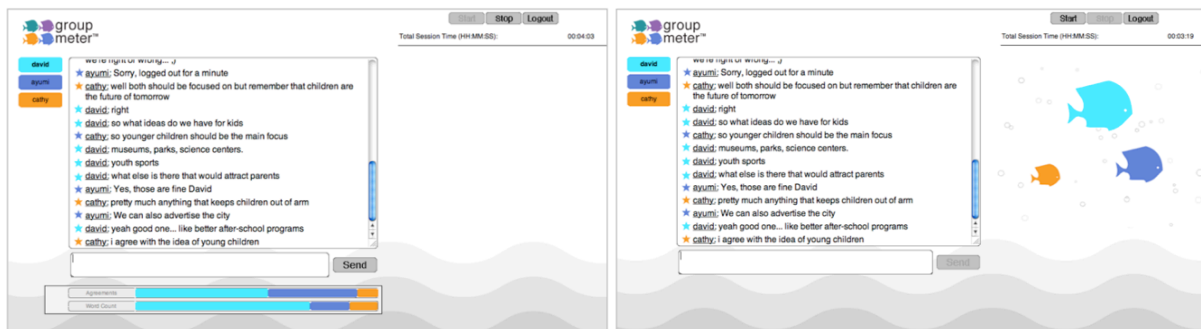 group
meter™
Start Stop Logout
Total Session Time (HH:MM:SS): 00:04:03
david
ayumi
cathy
we're right or wrong... ;)
ayumi: Sorry, logged out for a minute
cathy: well both should be focused on but remember that children are
the future of tomorrow
david: right
david: so what ideas do we have for kids
cathy: so younger children should be the main focus
david: museums, parks, science centers.
david: youth sports
david: what else is there that would attract parents
ayumi: Yes, those are fine David
cathy: pretty much anything that keeps children out of arm
ayumi: We can also advertise the city
david: yeah good one... like better after-school programs
cathy: i agree with the idea of young children
Send
Agreements
Word Count
group
meter™
Start Stop Logout
Total Session Time (HH:MM:SS): 00:03:19
david
ayumi
cathy
we're right or wrong... ;)
ayumi: Sorry, logged out for a minute
cathy: well both should be focused on but remember that children are
the future of tomorrow
david: right
david: so what ideas do we have for kids
cathy: so younger children should be the main focus
david: museums, parks, science centers.
david: youth sports
david: what else is there that would attract parents
ayumi: Yes, those are fine David
cathy: pretty much anything that keeps children out of arm
ayumi: We can also advertise the city
david: yeah good one... like better after-school programs
cathy: i agree with the idea of young children
Send